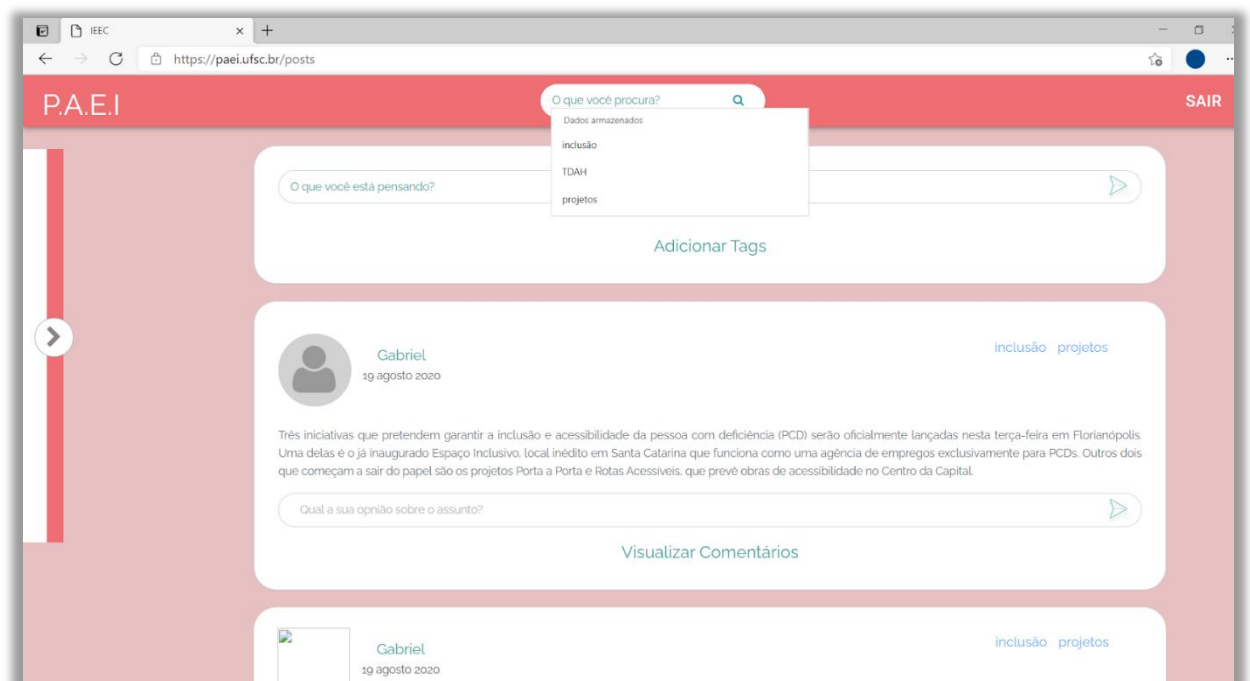 IEEC
https://paei.ufsc.br/posts
P.A.E.I
O que você procura?
SAIR
Dados armazenados
inclusão
TDAH
projetos
O que você está pensando?
Adicionar Tags
Gabriel
19 agosto 2020
inclusão projetos
Três iniciativas que pretendem garantir a inclusão e acessibilidade da pessoa com deficiência (PCD) serão oficialmente lançadas nesta terça-feira em Florianópolis.
Uma delas é o já inaugurado Espaço Inclusivo, local inédito em Santa Catarina que funciona como uma agência de empregos exclusivamente para PCDs. Outros dois
que começam a sair do papel são os projetos Porta a Porta e Rotas Acessíveis, que prevê obras de acessibilidade no Centro da Capital.
Qual a sua opnião sobre o assunto?
Visualizar Comentários
Gabriel
19 agosto 2020
inclusão projetos